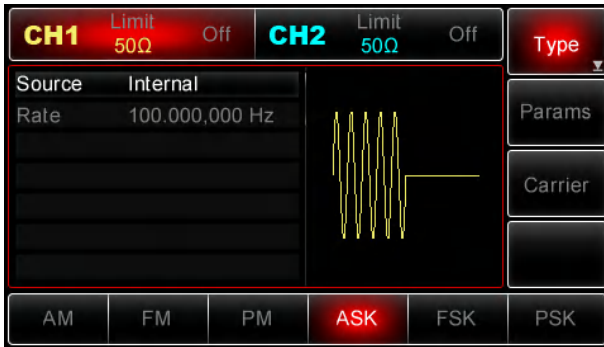 CH1 Limit 50Ω Off CH2 Limit 50Ω Off Type
Source Internal
Rate 100.000,000 Hz
Params
Carrier
AM FM PM ASK FSK PSK